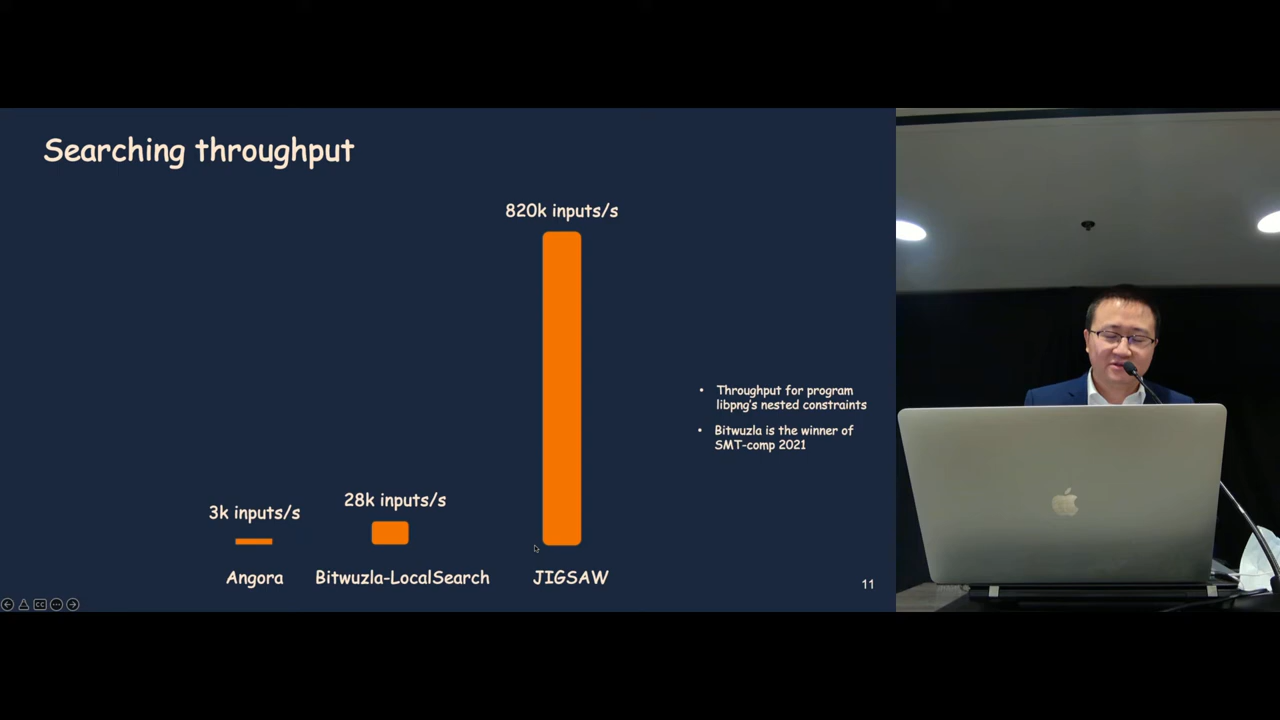 Searching throughput
820k inputs/s
• Throughput for program
libpng's nested constraints
• Bitwuzla is the winner of
SMT-comp 2021
28k inputs/s
3k inputs/s
Angora
Bitwuzla-LocalSearch
JIGSAW
11